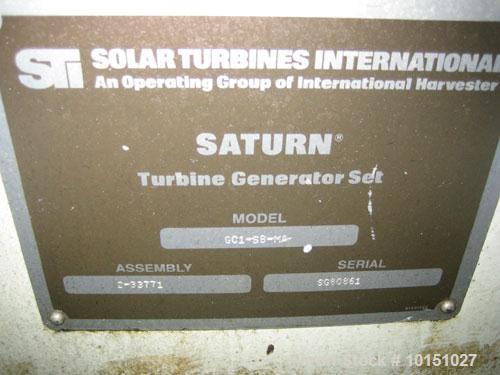 STI SOLAR TURBINES INTERNATIONAL
An Operating Group of International Harvester
SATURN®
Turbine Generator Set
MODEL
GC1-SB-MA
ASSEMBLY SERIAL
2-33771 SG80861
Stock # 10151027